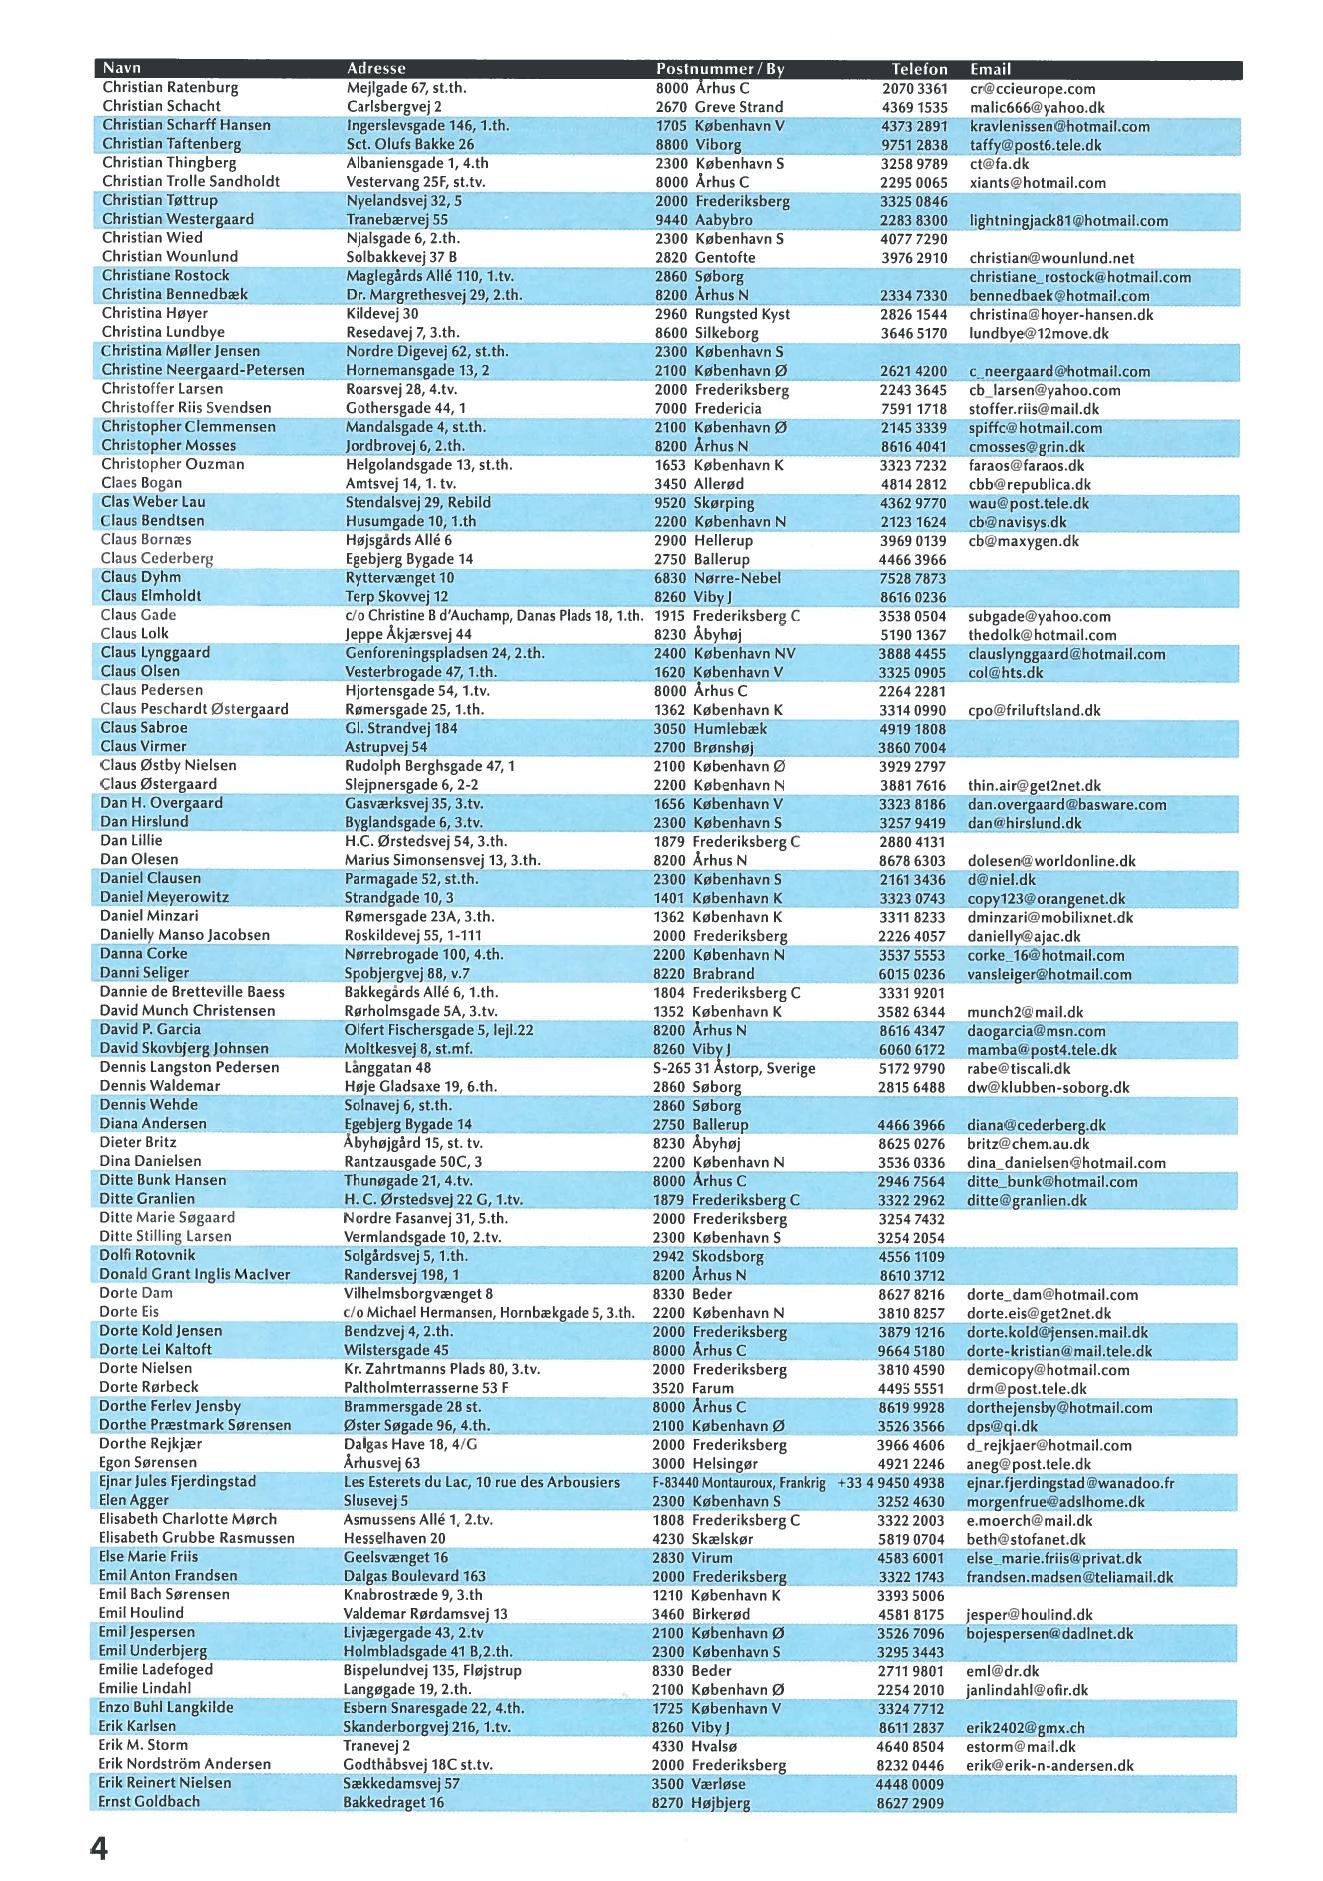 Navn Adresse Postnummer / By Telefon Email
Christian Ratenburg Mejlgade 67, st.th. 8000 Århus C 2070 3361 cr@ccieurope.com
Christian Schacht Carlsbergvej 2 2670 Greve Strand 4369 1535 malic666@yahoo.dk
Christian Scharff Hansen Ingerslevsgade 146, 1.th. 1705 København V 4373 2891 kravlenissen@hotmail.com
Christian Taftenberg Sct. Olufs Bakke 26 8800 Viborg 9751 2838 taffy@post6.tele.dk
Christian Thingberg Albaniensgade 1, 4.th 2300 København S 3258 9789 ct@fa.dk
Christian Trolle Sandholdt Vestervang 25F, st.tv. 8000 Århus C 2295 0065 xiants@hotmail.com
Christian Tøttrup Nyelandsvej 32, 5 2000 Frederiksberg 3325 0846
Christian Westergaard Tranebærvej 55 9440 Aabybro 2283 8300 lightningjack81@hotmail.com
Christian Wied Njalsgade 6, 2.th. 2300 København S 4077 7290
Christian Wounlund Solbakkevej 37 B 2820 Gentofte 3976 2910 christian@wounlund.net
Christiane Rostock Maglegårds Allé 110, 1.tv. 2860 Søborg christiane_rostock@hotmail.com
Christina Bennedbæk Dr. Margrethesvej 29, 2.th. 8200 Århus N 2334 7330 bennedbaek@hotmail.com
Christina Høyer Kildevej 30 2960 Rungsted Kyst 2826 1544 christina@hoyer-hansen.dk
Christina Lundbye Resedavej 7, 3.th. 8600 Silkeborg 3646 5170 lundbye@12move.dk
Christina Møller Jensen Nordre Digevej 62, st.th. 2300 København S
Christine Neergaard-Petersen Hornemansgade 13, 2 2100 København Ø 2621 4200 c_neergaard@hotmail.com
Christoffer Larsen Roarsvej 28, 4.tv. 2000 Frederiksberg 2243 3645 cb_larsen@yahoo.com
Christoffer Riis Svendsen Gothersgade 44, 1 7000 Fredericia 7591 1718 stoffer.riis@mail.dk
Christopher Clemmensen Mandalsgade 4, st.th. 2100 København Ø 2145 3339 spiffc@hotmail.com
Christopher Mosses Jordbrovej 6, 2.th. 8200 Århus N 8616 4041 cmosses@grin.dk
Christopher Ouzman Helgolandsgade 13, st.th. 1653 København K 3323 7232 faraos@faraos.dk
Claes Bogan Amtsvej 14, 1. tv. 3450 Allerød 4814 2812 cbb@republica.dk
Clas Weber Lau Stendalsvej 29, Rebild 9520 Skørping 4362 9770 wau@post.tele.dk
Claus Bendtsen Husumgade 10, 1.th 2200 København N 2123 1624 cb@navisys.dk
Claus Bornæs Højsgårds Allé 6 2900 Hellerup 3969 0139 cb@maxygen.dk
Claus Cederberg Egebjerg Bygade 14 2750 Ballerup 4466 3966
Claus Dyhm Ryttervænget 10 6830 Nørre-Nebel 7528 7873
Claus Elmholdt Terp Skovvej 12 8260 Viby J 8616 0236
Claus Gade c/o Christine B d'Auchamp, Danas Plads 18, 1.th. 1915 Frederiksberg C 3538 0504 subgade@yahoo.com
Claus Lolk Jeppe Åkjærsvej 44 8230 Åbyhøj 5190 1367 thedolk@hotmail.com
Claus Lynggaard Genforeningspladsen 24, 2.th. 2400 København NV 3888 4455 clauslynggaard@hotmail.com
Claus Olsen Vesterbrogade 47, 1.th. 1620 København V 3325 0905 col@hts.dk
Claus Pedersen Hjortensgade 54, 1.tv. 8000 Århus C 2264 2281
Claus Peschardt Østergaard Rømersgade 25, 1.th. 1362 København K 3314 0990 cpo@friluftsland.dk
Claus Sabroe Gl. Strandvej 184 3050 Humlebæk 4919 1808
Claus Virmer Astrupvej 54 2700 Brønshøj 3860 7004
Claus Østby Nielsen Rudolph Berghsgade 47, 1 2100 København Ø 3929 2797
Claus Østergaard Slejpnersgade 6, 2-2 2200 København N 3881 7616 thin.air@get2net.dk
Dan H. Overgaard Gasværksvej 35, 3.tv. 1656 København V 3323 8186 dan.overgaard@basware.com
Dan Hirslund Byglandsgade 6, 3.tv. 2300 København S 3257 9419 dan@hirslund.dk
Dan Lillie H.C. Ørstedsvej 54, 3.th. 1879 Frederiksberg C 2880 4131
Dan Olesen Marius Simonsensvej 13, 3.th. 8200 Århus N 8678 6303 dolesen@worldonline.dk
Daniel Clausen Parmagade 52, st.th. 2300 København S 2161 3436 d@niel.dk
Daniel Meyerowitz Strandgade 10, 3 1401 København K 3323 0743 copy123@orangenet.dk
Daniel Minzari Rømersgade 23A, 3.th. 1362 København K 3311 8233 dminzari@mobilixnet.dk
Danielly Manso Jacobsen Roskildevej 55, 1-111 2000 Frederiksberg 2226 4057 danielly@ajac.dk
Danna Corke Nørrebrogade 100, 4.th. 2200 København N 3537 5553 corke_16@hotmail.com
Danni Seliger Spobjergvej 88, v.7 8220 Brabrand 6015 0236 vansleiger@hotmail.com
Dannie de Bretteville Baess Bakkegårds Allé 6, 1.th. 1804 Frederiksberg C 3331 9201
David Munch Christensen Rørholmsgade 5A, 3.tv. 1352 København K 3582 6344 munch2@mail.dk
David P. Garcia Olfert Fischersgade 5, lejl.22 8200 Århus N 8616 4347 daogarcia@msn.com
David Skovbjerg Johnsen Moltkesvej 8, st.mf. 8260 Viby J 6060 6172 mamba@post4.tele.dk
Dennis Langston Pedersen Långgatan 48 S-265 31 Åstorp, Sverige 5172 9790 rabe@tiscali.dk
Dennis Waldemar Høje Gladsaxe 19, 6.th. 2860 Søborg 2815 6488 dw@klubben-soborg.dk
Dennis Wehde Solnavej 6, st.th. 2860 Søborg
Diana Andersen Egebjerg Bygade 14 2750 Ballerup 4466 3966 diana@cederberg.dk
Dieter Britz Åbyhøjgård 15, st. tv. 8230 Åbyhøj 8625 0276 britz@chem.au.dk
Dina Danielsen Rantzausgade 50C, 3 2200 København N 3536 0336 dina_danielsen@hotmail.com
Ditte Bunk Hansen Thunøgade 21, 4.tv. 8000 Århus C 2946 7564 ditte_bunk@hotmail.com
Ditte Granlien H. C. Ørstedsvej 22 G, 1.tv. 1879 Frederiksberg C 3322 2962 ditte@granlien.dk
Ditte Marie Søgaard Nordre Fasanvej 31, 5.th. 2000 Frederiksberg 3254 7432
Ditte Stilling Larsen Vermlandsgade 10, 2.tv. 2300 København S 3254 2054
Dolfi Rotovnik Solgårdsvej 5, 1.th. 2942 Skodsborg 4556 1109
Donald Grant Inglis MacIver Randersvej 198, 1 8200 Århus N 8610 3712
Dorte Dam Vilhelmsborgvænget 8 8330 Beder 8627 8216 dorte_dam@hotmail.com
Dorte Eis c/o Michael Hermansen, Hornbækgade 5, 3.th. 2200 København N 3810 8257 dorte.eis@get2net.dk
Dorte Kold Jensen Bendzvej 4, 2.th. 2000 Frederiksberg 3879 1216 dorte.kold@jensen.mail.dk
Dorte Lei Kaltoft Wilstersgade 45 8000 Århus C 9664 5180 dorte-kristian@mail.tele.dk
Dorte Nielsen Kr. Zahrtmanns Plads 80, 3.tv. 2000 Frederiksberg 3810 4590 demicopy@hotmail.com
Dorte Rørbeck Paltholmterrasserne 53 F 3520 Farum 4495 5551 drm@post.tele.dk
Dorthe Ferlev Jensby Brammersgade 28 st. 8000 Århus C 8619 9928 dorthejensby@hotmail.com
Dorthe Præstmark Sørensen Øster Søgade 96, 4.th. 2100 København Ø 3526 3566 dps@qi.dk
Dorthe Rejkjær Dalgas Have 18, 4/G 2000 Frederiksberg 3966 4606 d_rejkjaer@hotmail.com
Egon Sørensen Århusvej 63 3000 Helsingør 4921 2246 aneg@post.tele.dk
Ejnar Jules Fjerdingstad Les Esterets du Lac, 10 rue des Arbousiers F-83440 Montauroux, Frankrig +33 4 9450 4938 ejnar.fjerdingstad@wanadoo.fr
Elen Agger Slusevej 5 2300 København S 3252 4630 morgenfrue@adslhome.dk
Elisabeth Charlotte Mørch Asmussens Allé 1, 2.tv. 1808 Frederiksberg C 3322 2003 e.moerch@mail.dk
Elisabeth Grubbe Rasmussen Hesselhaven 20 4230 Skælskør 5819 0704 beth@stofanet.dk
Else Marie Friis Geelsvænget 16 2830 Virum 4583 6001 else_marie.friis@privat.dk
Emil Anton Frandsen Dalgas Boulevard 163 2000 Frederiksberg 3322 1743 frandsen.madsen@teliamail.dk
Emil Bach Sørensen Knabrostræde 9, 3.th 1210 København K 3393 5006
Emil Houlind Valdemar Rørdamsvej 13 3460 Birkerød 4581 8175 jesper@houlind.dk
Emil Jespersen Livjægergade 43, 2.tv 2100 København Ø 3526 7096 bojespersen@dadlnet.dk
Emil Underbjerg Holmbladsgade 41 B,2.th. 2300 København S 3295 3443
Emilie Ladefoged Bispelundvej 135, Fløjstrup 8330 Beder 2711 9801 eml@dr.dk
Emilie Lindahl Langøgade 19, 2.th. 2100 København Ø 2254 2010 janlindahl@ofir.dk
Enzo Buhl Langkilde Esbern Snaresgade 22, 4.th. 1725 København V 3324 7712
Erik Karlsen Skanderborgvej 216, 1.tv. 8260 Viby J 8611 2837 erik2402@gmx.ch
Erik M. Storm Tranevej 2 4330 Hvalsø 4640 8504 estorm@mail.dk
Erik Nordström Andersen Godthåbsvej 18C st.tv. 2000 Frederiksberg 8232 0446 erik@erik-n-andersen.dk
Erik Reinert Nielsen Sækkedamsvej 57 3500 Værløse 4448 0009
Ernst Goldbach Bakkedraget 16 8270 Højbjerg 8627 2909
4